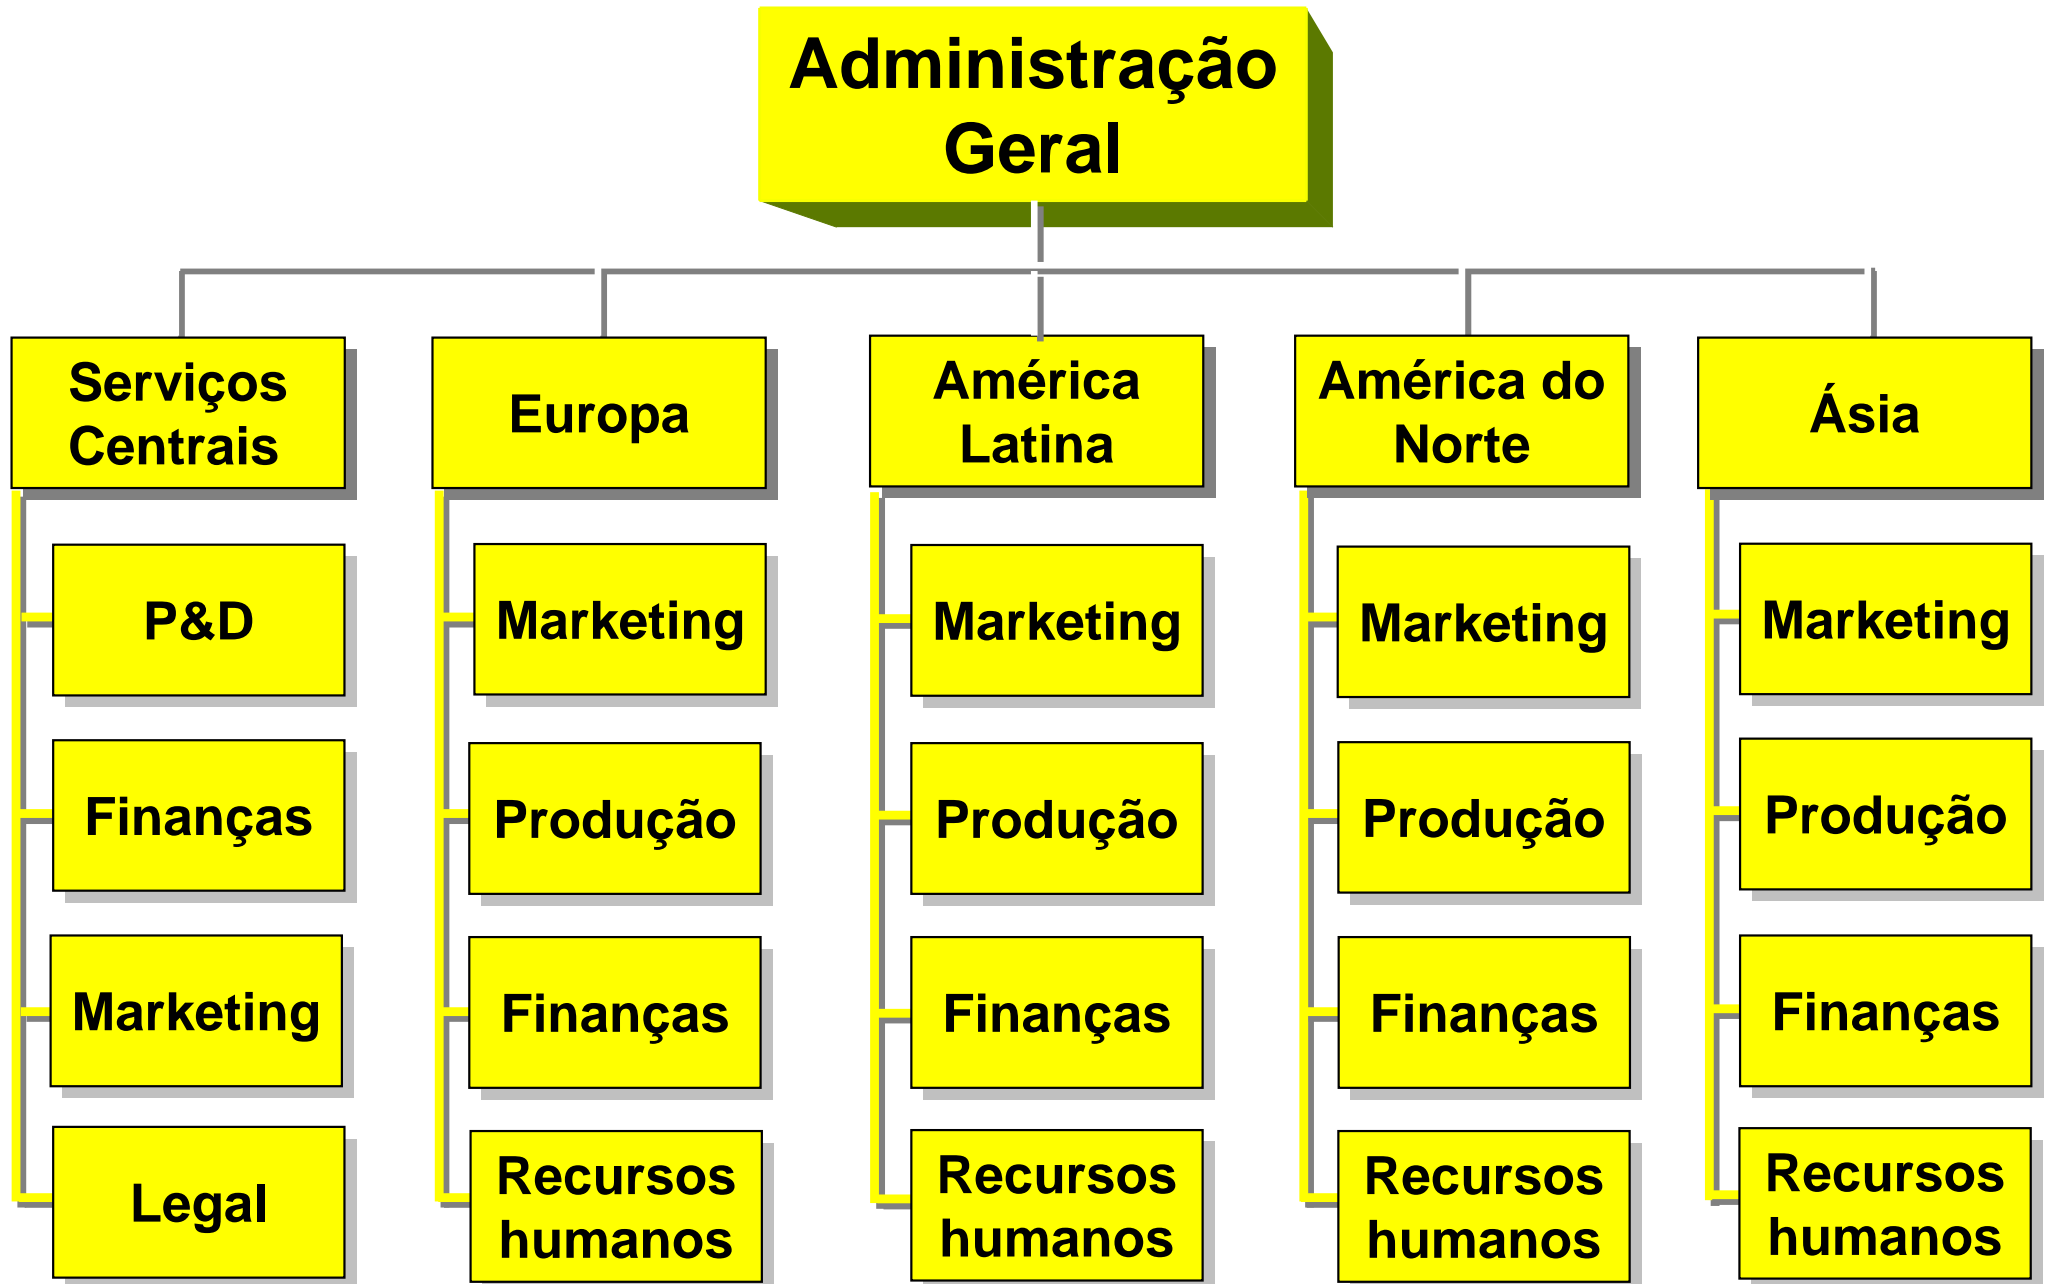 Administração
Geral
Serviços
Centrais
Europa
América
Latina
América do
Norte
Ásia
P&D
Marketing
Marketing
Marketing
Marketing
Finanças
Produção
Produção
Produção
Produção
Marketing
Finanças
Finanças
Finanças
Finanças
Legal
Recursos
humanos
Recursos
humanos
Recursos
humanos
Recursos
humanos